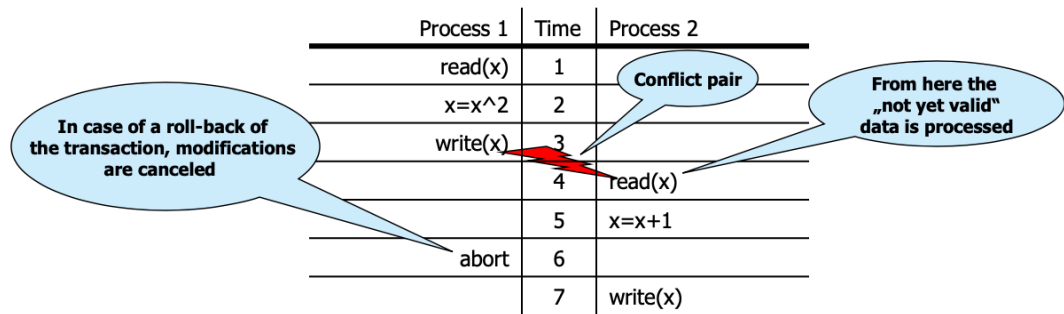 Process 1 Time Process 2
read(x) 1
Conflict pair
x=x^2 2
From here the
„not yet valid“
data is processed
In case of a roll-back of
the transaction, modifications
are canceled
write(x) 3
4 read(x)
5 x=x+1
abort 6
7 write(x)